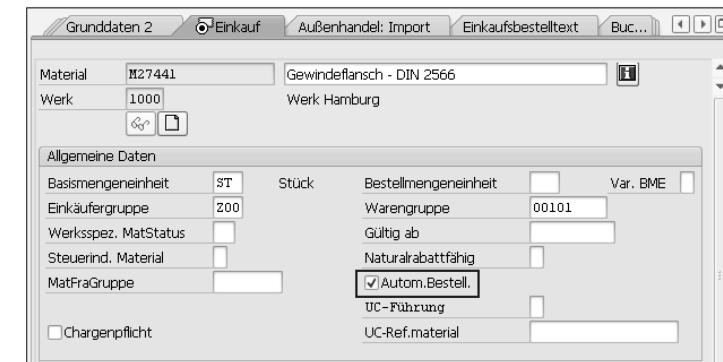 Grunddaten 2 Einkauf Außenhandel: Import Einkaufsbestelltext Buc...
Material M27441 Gewindeflansch - DIN 2566
Werk 1000 Werk Hamburg
Allgemeine Daten
Basismengeneinheit ST Stück Bestellmengeneinheit Var. BME
Einkäufergruppe Z00 Warengruppe 00101
Werksspez. MatStatus Gültig ab
Steuerind. Material Naturalrabattfähig
MatFraGruppe Autom.Bestell.
UC-Führung
Chargenpflicht UC-Ref.material